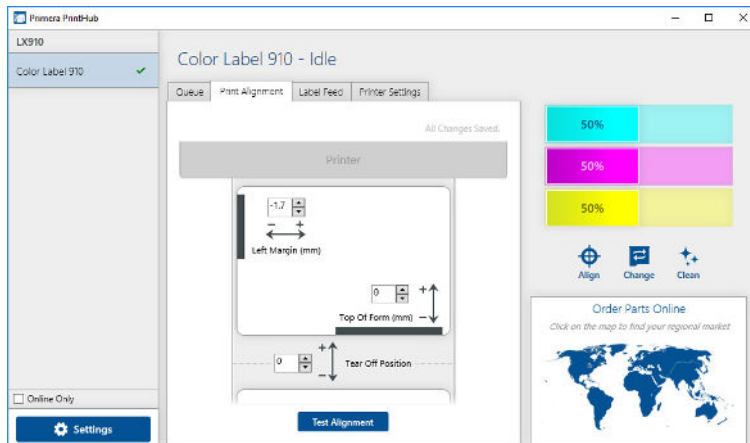 Primera PrintHub
LX910
Color Label 910
Color Label 910 - Idle
Queue
Print Alignment
Label Feed
Printer Settings
All Changes Saved.
Printer
-1.7
- +
Left Margin (mm)
0
+
Top Of Form (mm) -
0
+
-
Tear Off Position
Test Alignment
50%
50%
50%
Align
Change
Clean
Order Parts Online
Click on the map to find your regional market
Online Only
Settings